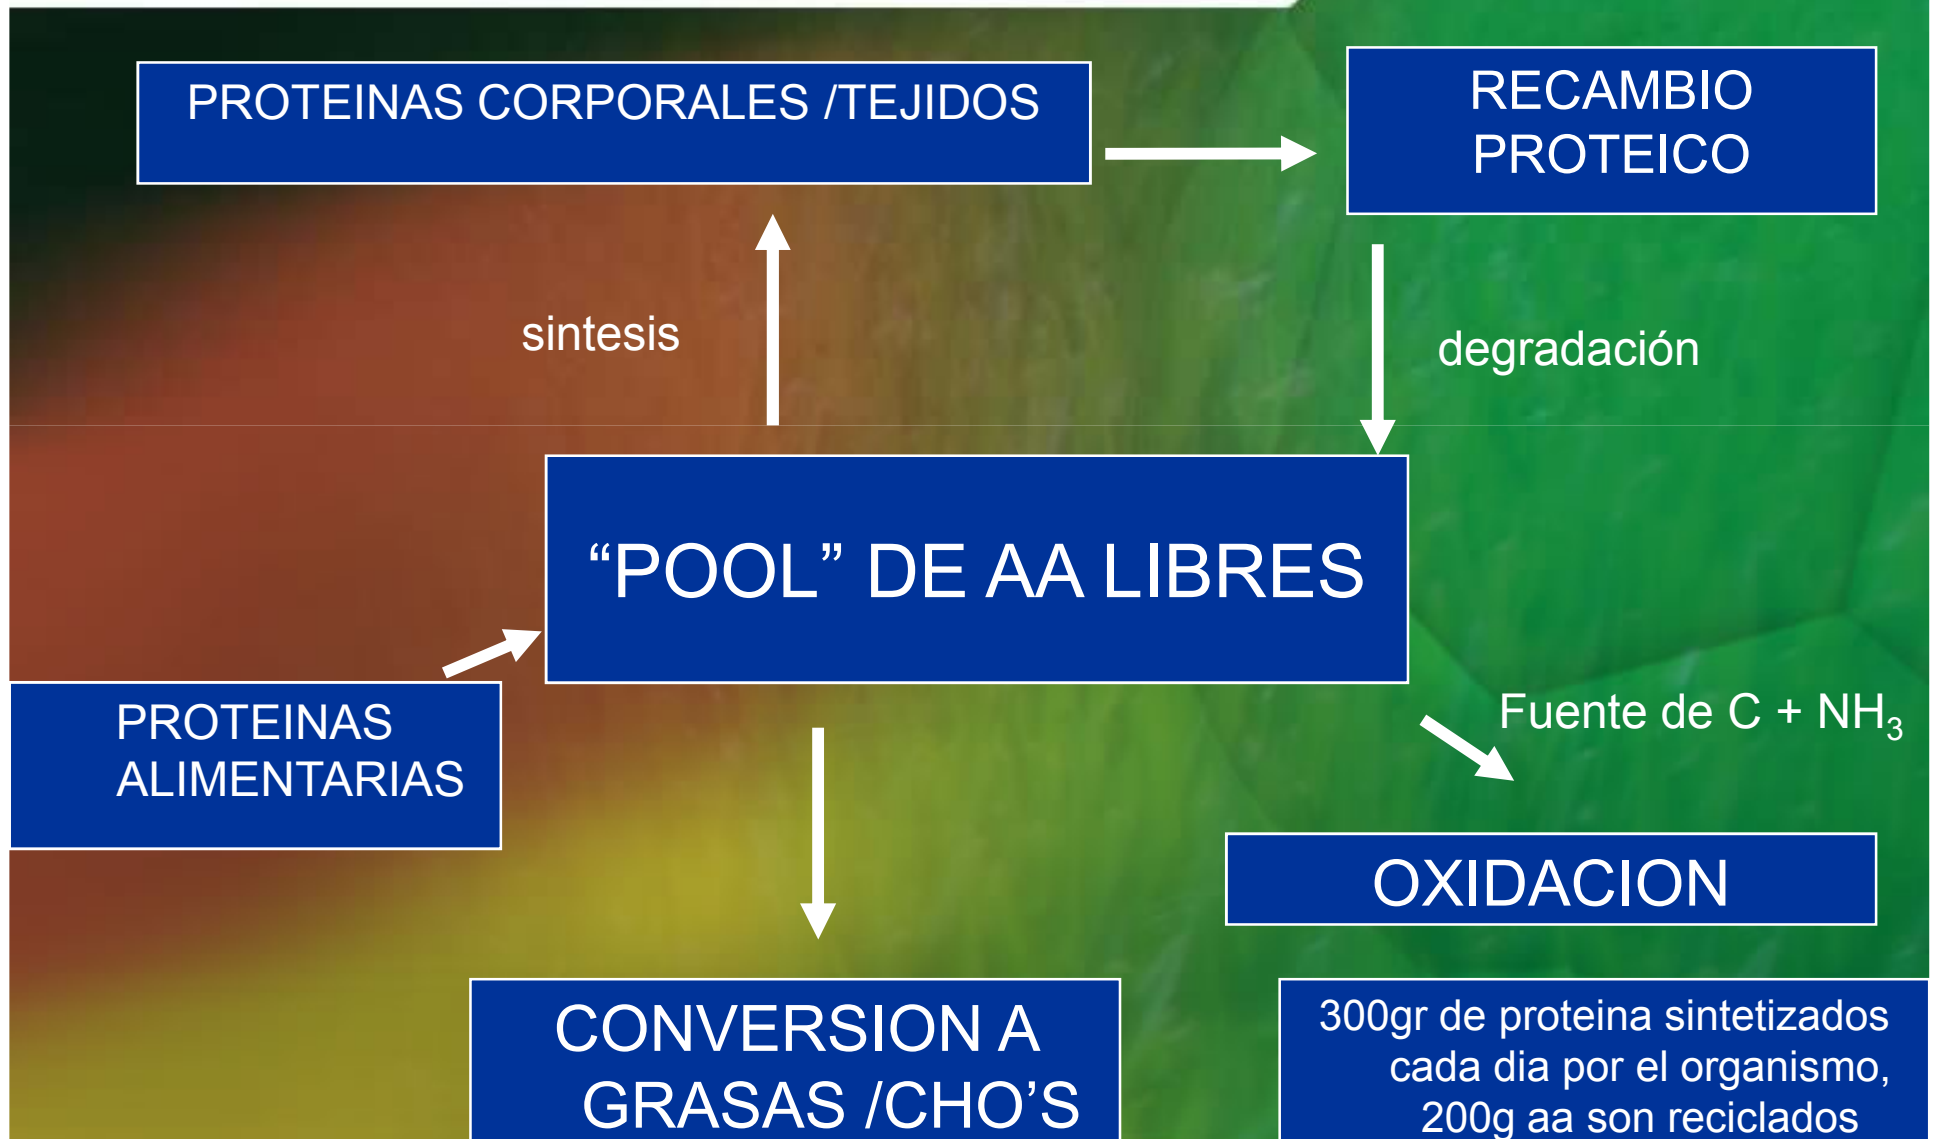 PROTEINAS CORPORALES /TEJIDOS
RECAMBIO
PROTEICO
sintesis
degradación
“POOL” DE AA LIBRES
PROTEINAS
ALIMENTARIAS
Fuente de C + NH₃
OXIDACION
CONVERSION A
GRASAS /CHO’S
300gr de proteina sintetizados
cada dia por el organismo,
200g aa son reciclados